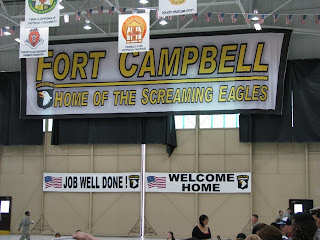 FORT CAMPBELL
HOME OF THE SCREAMING EAGLES
JOB WELL DONE!
WELCOME
HOME